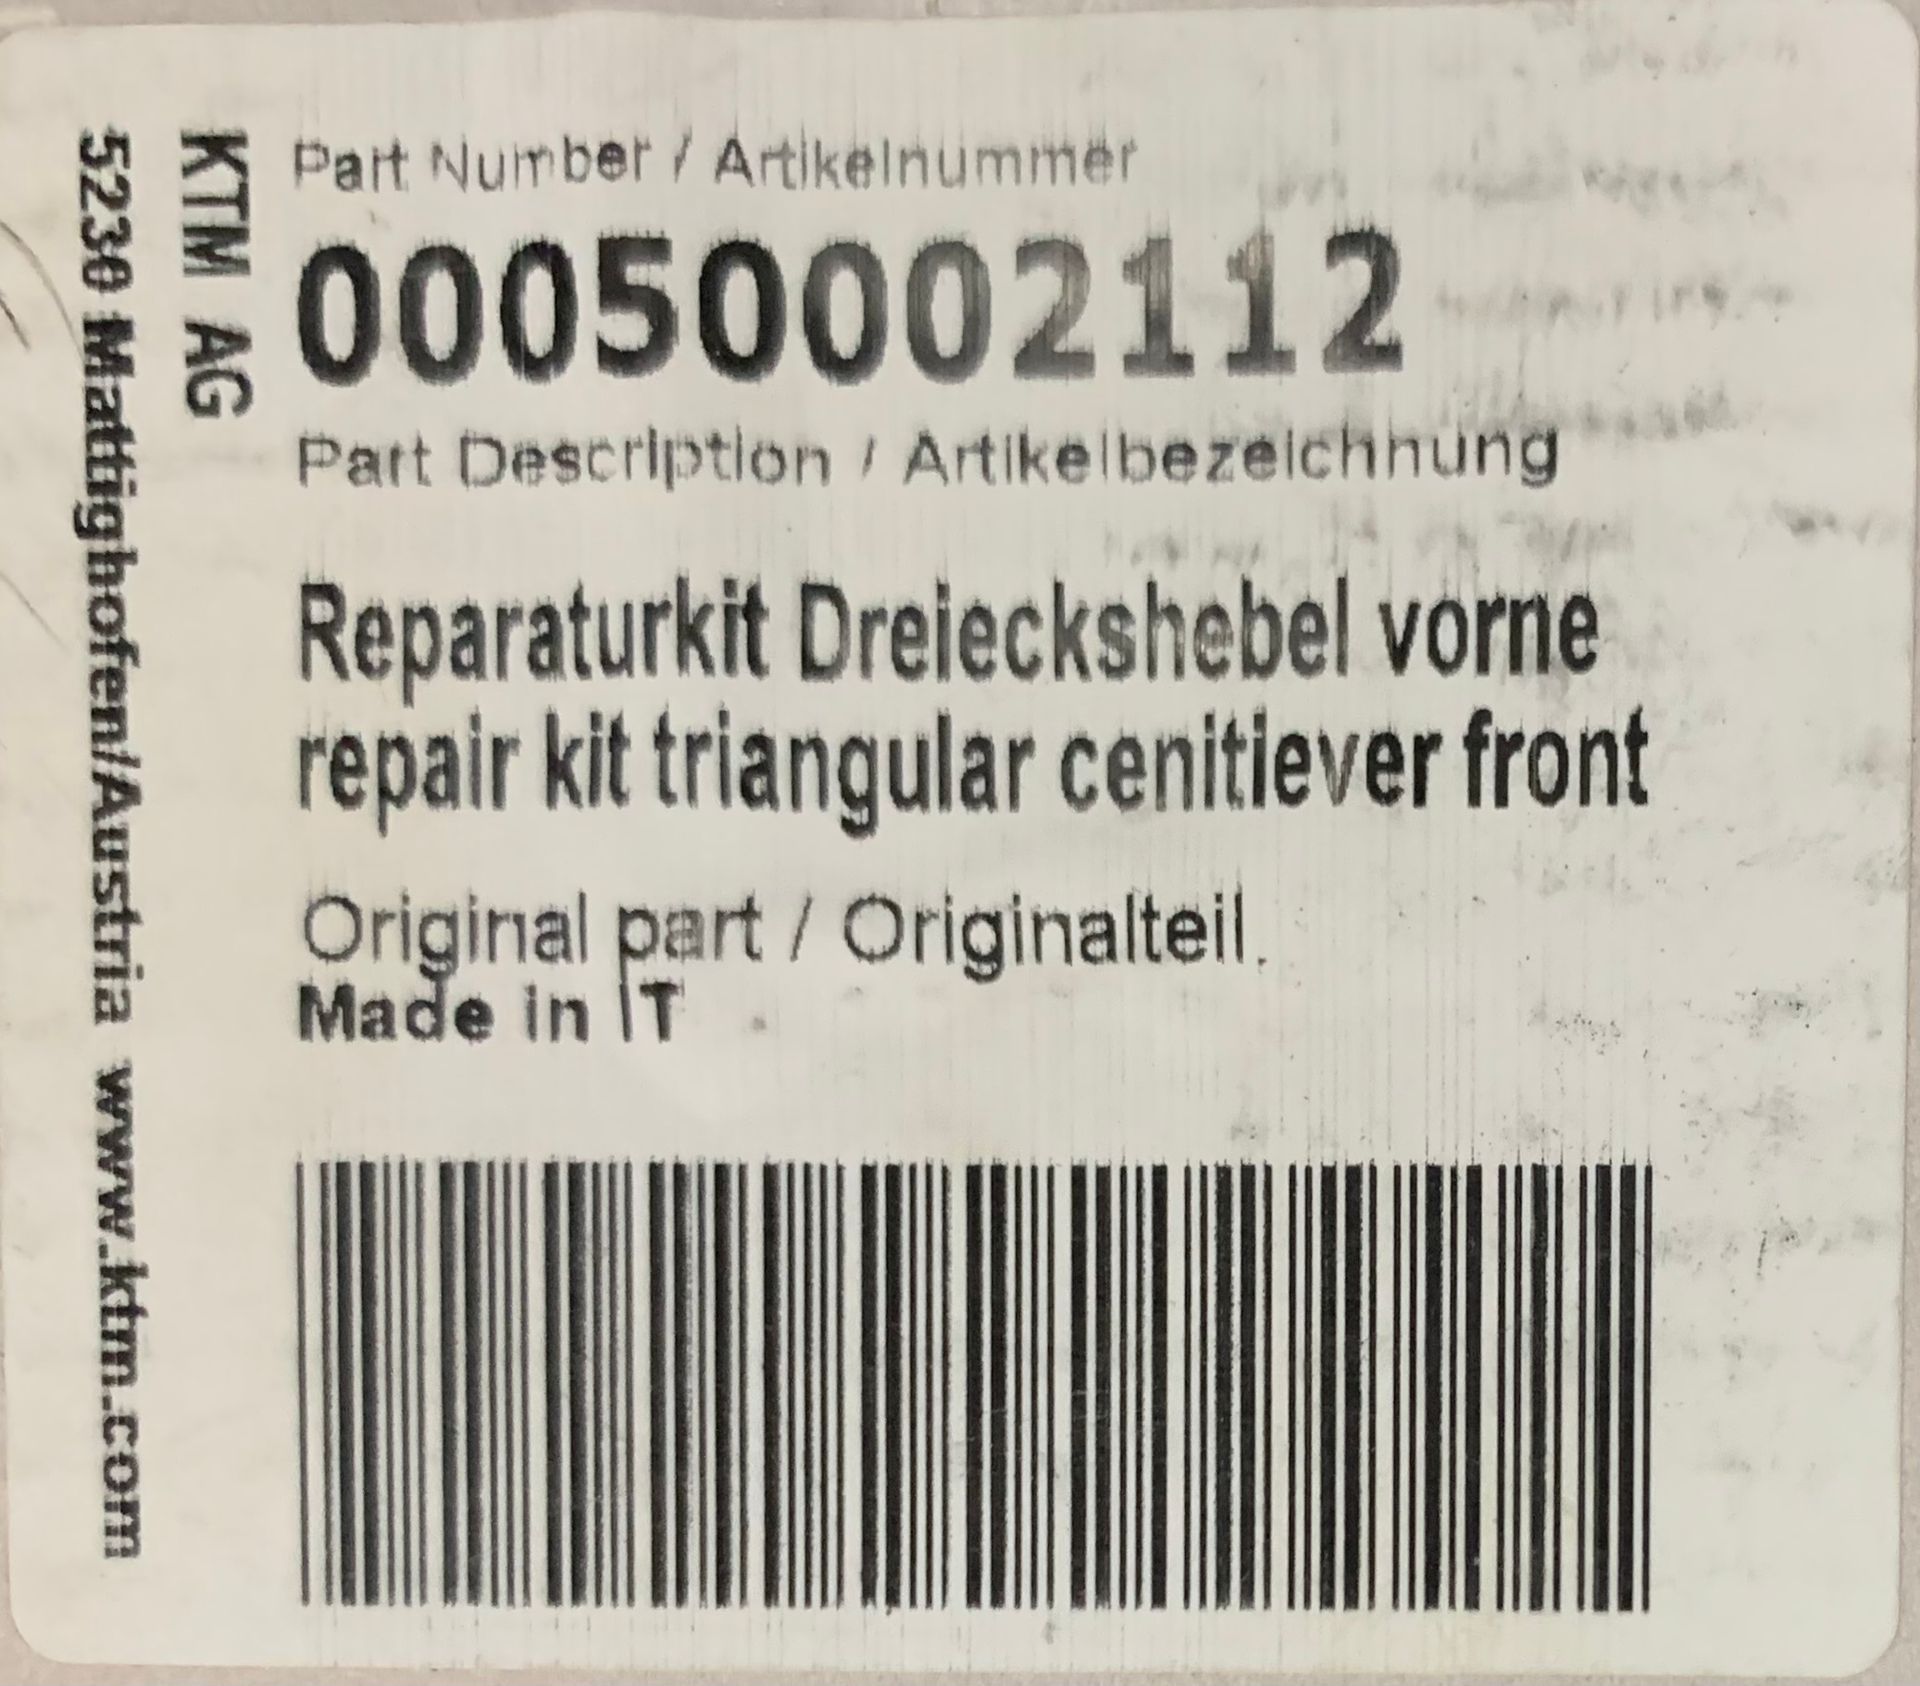 KTM AG
5230 Mattighofen/Austria www.ktm.com
Part Number / Artikelnummer
00050002112
Part Description / Artikelbezeichnung
Reparaturkit Dreieckshebel vorne
repair kit triangular cenitiever front
Original part / Originalteil.
Made in IT